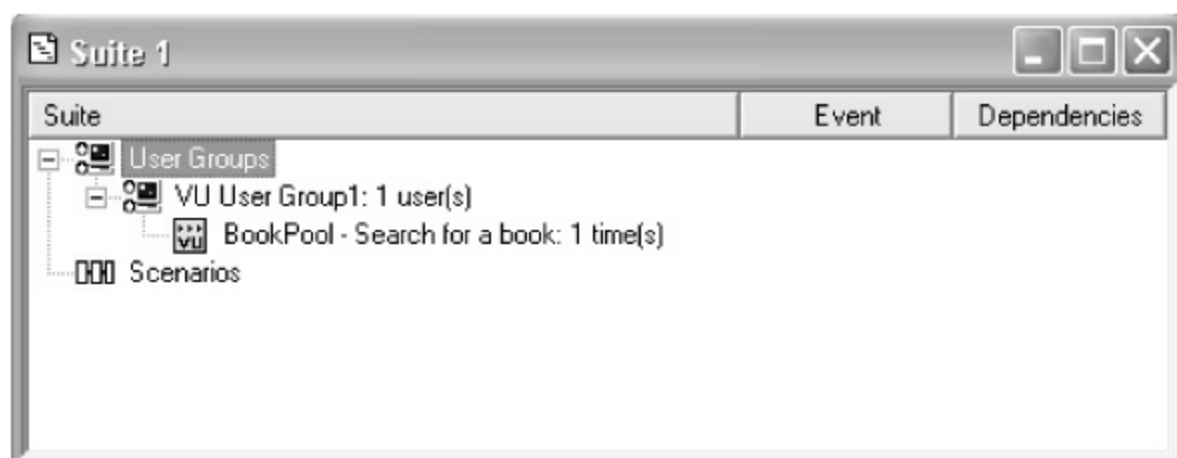 Suite 1
Suite Event Dependencies
User Groups
VU User Group1: 1 user(s)
VU BookPool - Search for a book: 1 time(s)
Scenarios